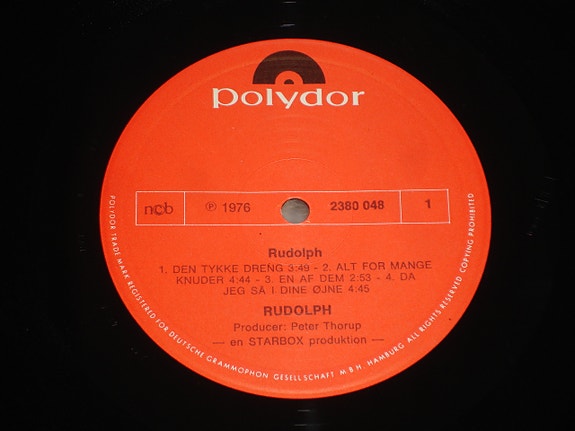 polydor
ncb ℗ 1976 2380 048 1
Rudolph
1. DEN TYKKE DRENG 3:49 - 2. ALT FOR MANGE
KNUDER 4:44 - 3. EN AF DEM 2:53 - 4. DA
JEG SÅ I DINE ØJNE 4:45
RUDOLPH
Producer: Peter Thorup
— en STARBOX produktion —
POLYDOR TRADE MARK REGISTERED FOR DEUTSCHE GRAMMOPHON GESELLSCHAFT M.B.H. HAMBURG ALL RIGHTS RESERVED COPYING PROHIBITED